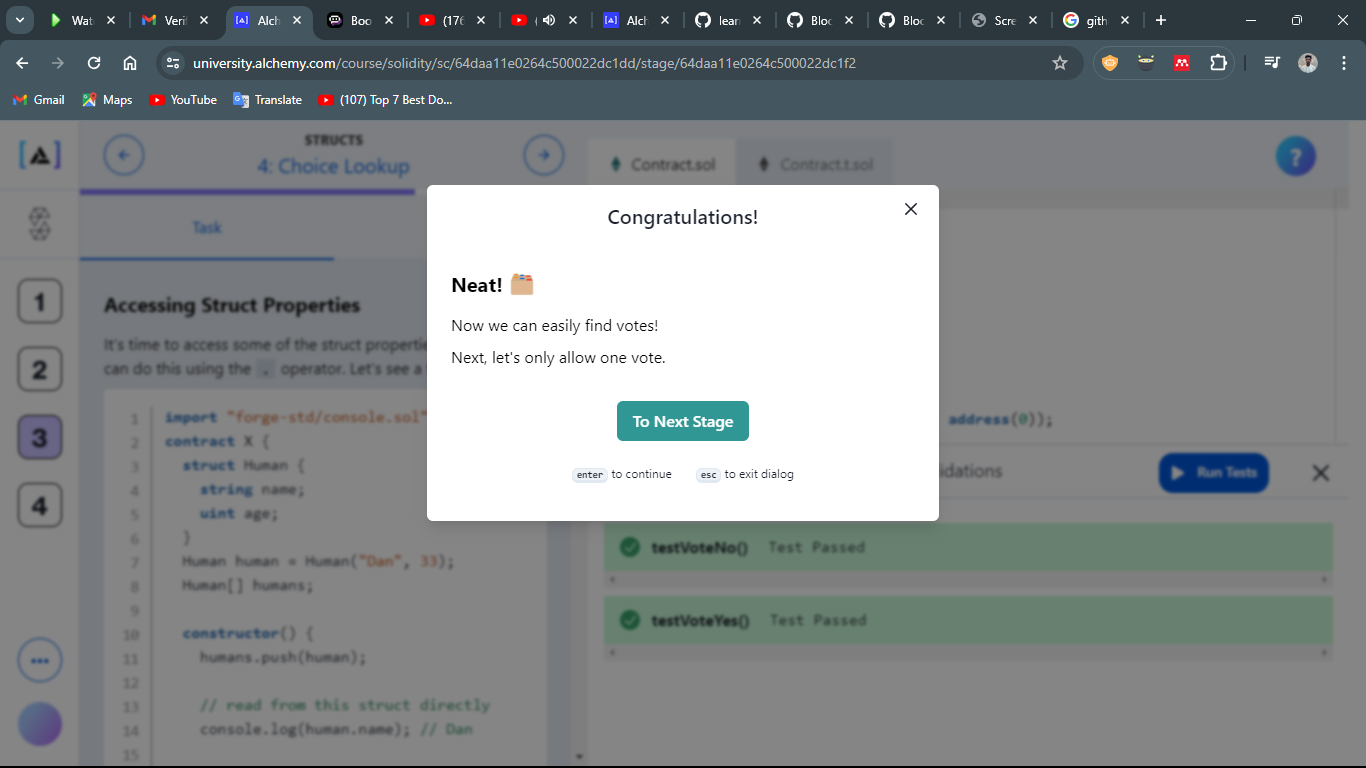 Wat
Veri
Alch
Boo
(176
(
Alch
lear
Bloc
Bloc
Scre
gith
university.alchemy.com/course/solidity/sc/64daa11e0264c500022dc1dd/stage/64daa11e0264c500022dc1f2
Gmail
Maps
YouTube
Translate
(107) Top 7 Best Do...
STRUCTS
4: Choice Lookup
Contract.sol
Contract.t.sol
?
Task
1
2
3
4
Accessing Struct Properties
It's time to access some of the struct properti
can do this using the . operator. Let's see a
1 import "forge-std/console.sol"
2 contract X {
3 struct Human {
4 string name;
5 uint age;
6 }
7 Human human = Human("Dan", 33);
8 Human[] humans;
9
10 constructor() {
11 humans.push(human);
12
13 // read from this struct directly
14 console.log(human.name); // Dan
15
Congratulations!
Neat!
Now we can easily find votes!
Next, let's only allow one vote.
To Next Stage
enter to continue
esc to exit dialog
address(0));
idations
Run Tests
testVoteNo() Test Passed
testVoteYes() Test Passed